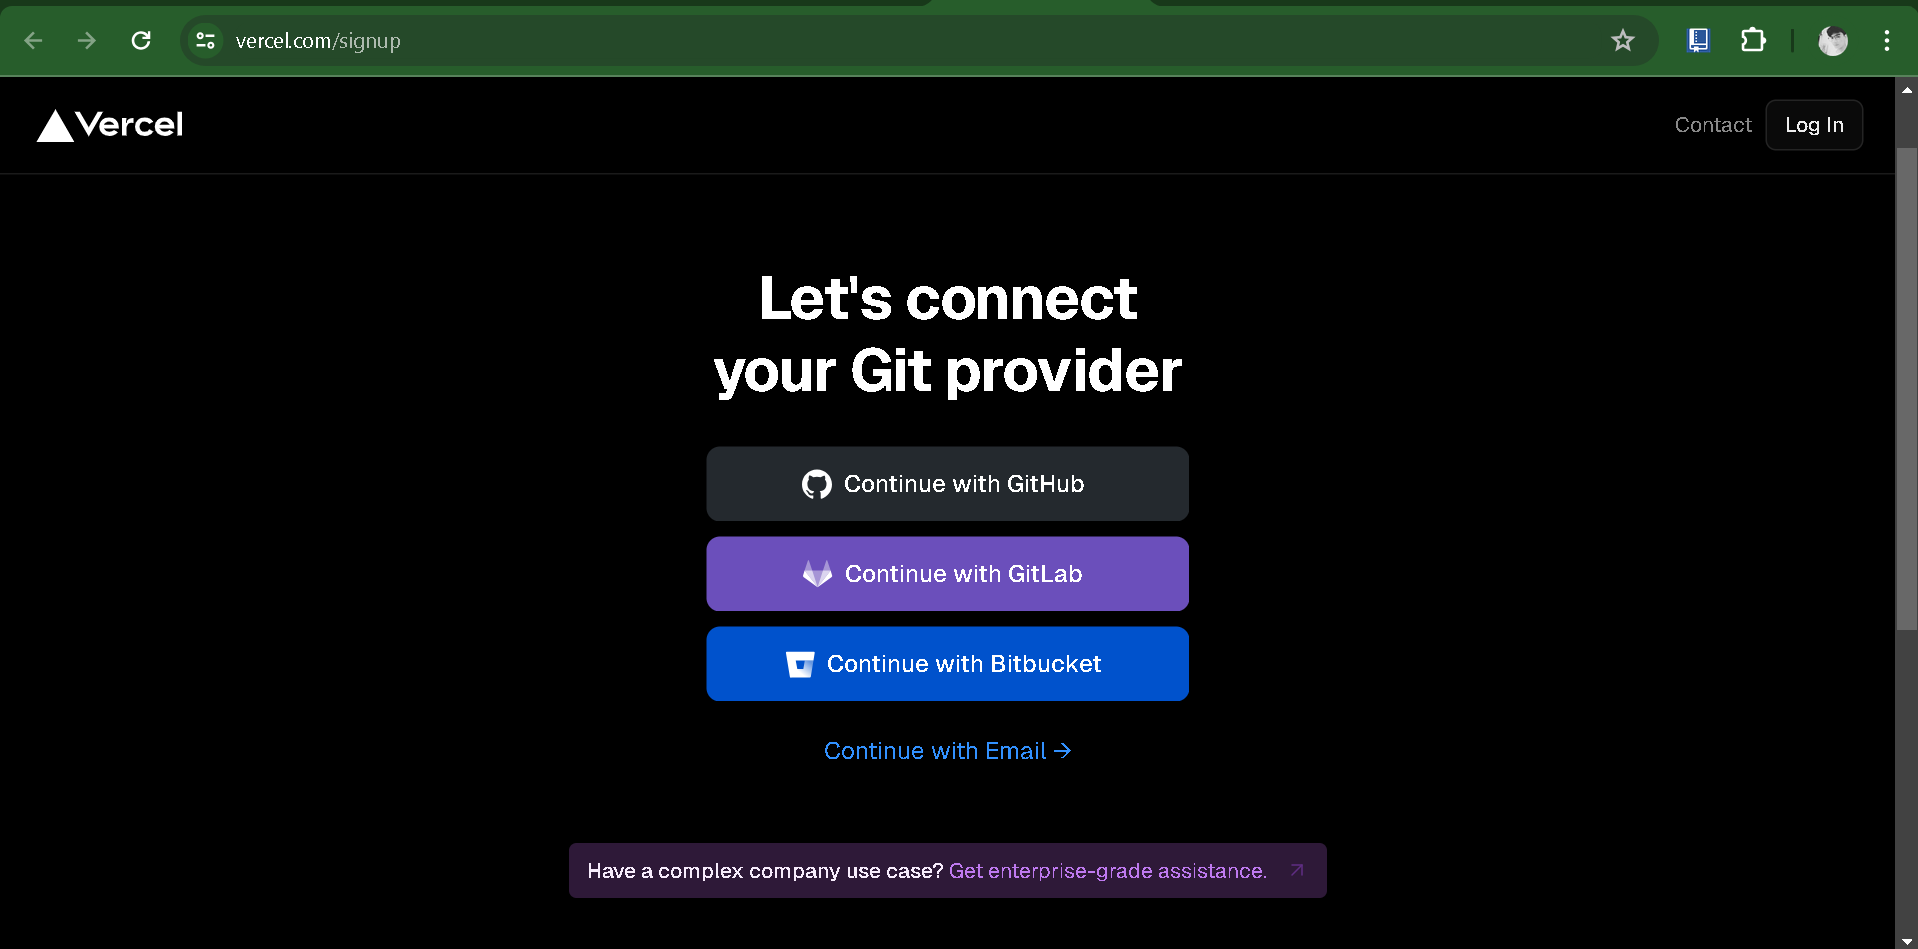 vercel.com/signup
Vercel
Contact
Log In
Let's connect
your Git provider
Continue with GitHub
Continue with GitLab
Continue with Bitbucket
Continue with Email →
Have a complex company use case? Get enterprise-grade assistance.